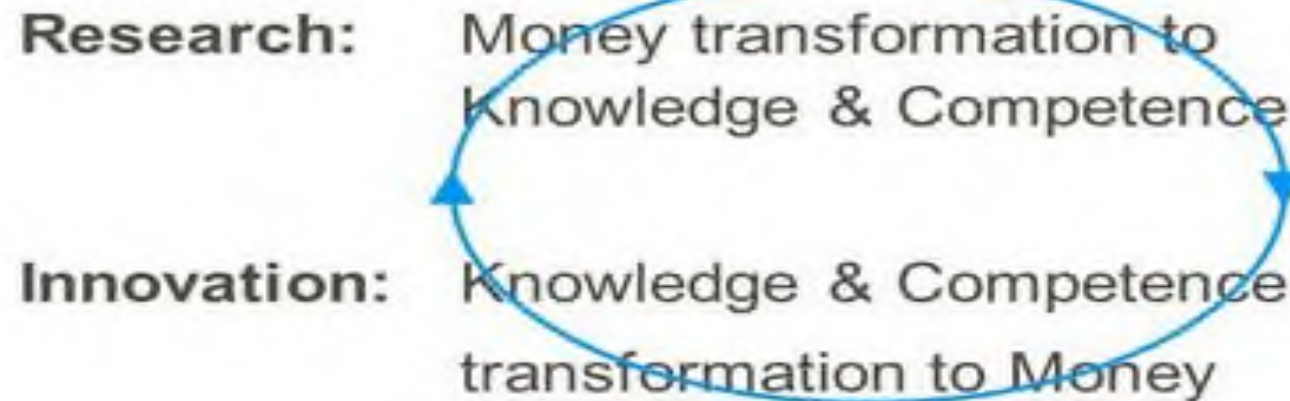 Research: Money transformation to
Knowledge & Competence
Innovation: Knowledge & Competence
transformation to Money